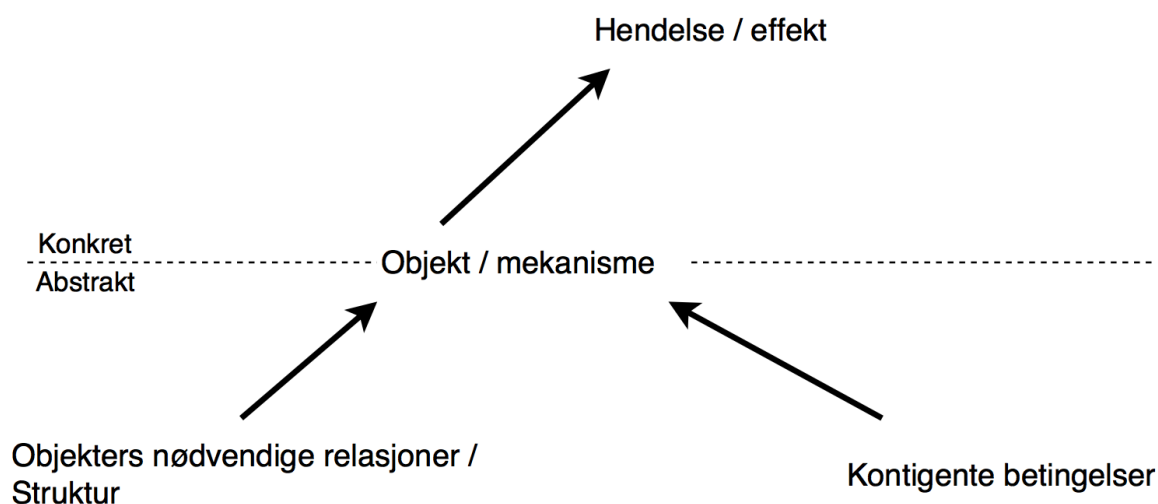 Hendelse / effekt
Konkret
Objekt / mekanisme
Abstrakt
Objekters nødvendige relasjoner /
Struktur
Kontigente betingelser